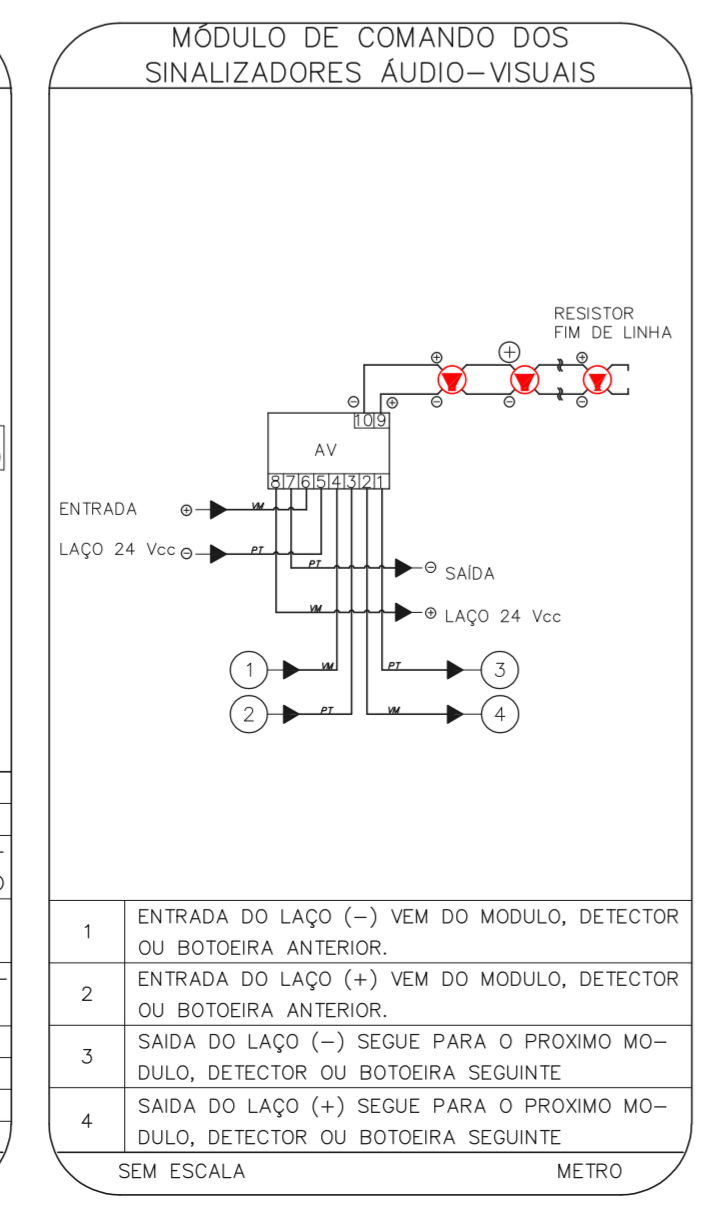 MÓDULO DE COMANDO DOS
SINALIZADORES ÁUDIO-VISUAIS
RESISTOR
FIM DE LINHA
10 9
AV
8 7 6 5 4 3 2 1
ENTRADA
VM
LAÇO 24 Vcc
PT
PT
SAÍDA
VM
LAÇO 24 Vcc
1
VM
PT
3
2
PT
VM
4
1 ENTRADA DO LAÇO (-) VEM DO MODULO, DETECTOR
OU BOTOEIRA ANTERIOR.
2 ENTRADA DO LAÇO (+) VEM DO MODULO, DETECTOR
OU BOTOEIRA ANTERIOR.
3 SAIDA DO LAÇO (-) SEGUE PARA O PROXIMO MO-
DULO, DETECTOR OU BOTOEIRA SEGUINTE
4 SAIDA DO LAÇO (+) SEGUE PARA O PROXIMO MO-
DULO, DETECTOR OU BOTOEIRA SEGUINTE
SEM ESCALA METRO